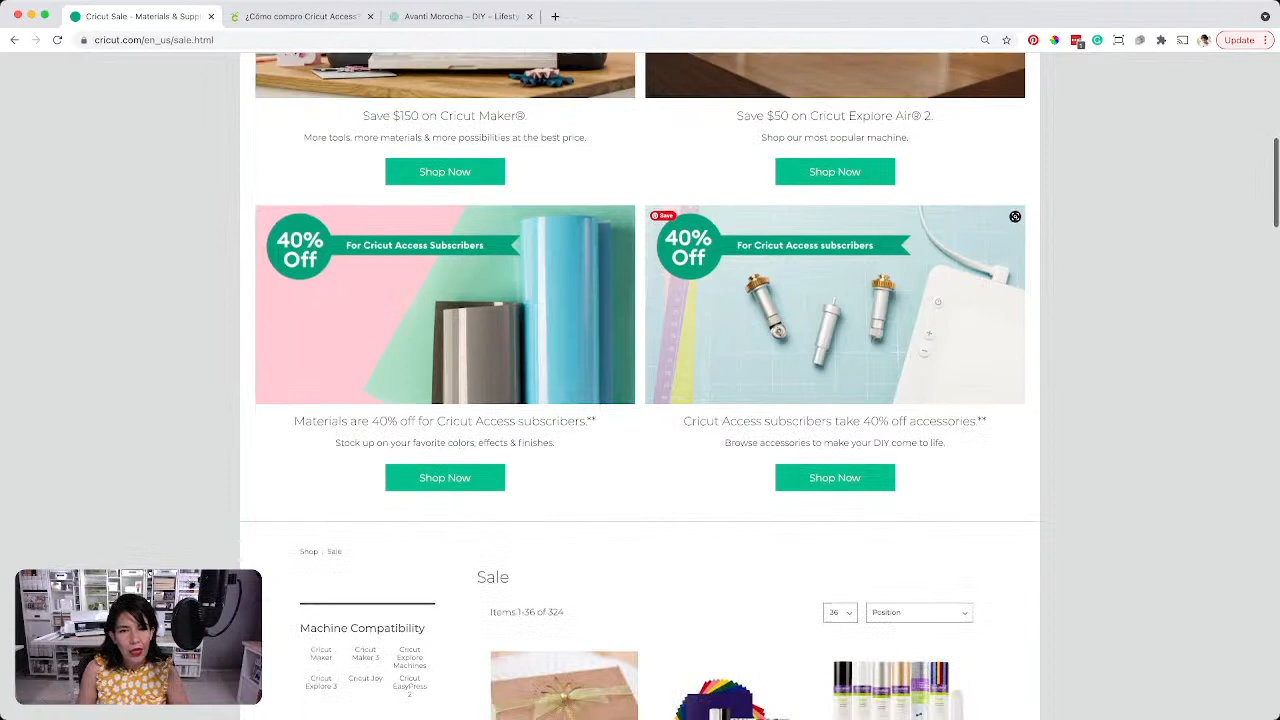 Cricut Sale - Materials & Suppl
¿Cómo compro Cricut Access?
Avanti Morocha – DIY – Lifesty
cricut.com/en_us/sale.html
1
Update
Save $150 on Cricut Maker®.
More tools, more materials & more possibilities at the best price.
Shop Now
Save $50 on Cricut Explore Air® 2.
Shop our most popular machine.
Shop Now
40%
Off
For Cricut Access Subscribers
Save
40%
Off
For Cricut Access subscribers
Materials are 40% off for Cricut Access subscribers.**
Stock up on your favorite colors, effects & finishes.
Shop Now
Cricut Access subscribers take 40% off accessories.**
Browse accessories to make your DIY come to life.
Shop Now
Shop
Sale
Sale
Items 1-36 of 324
36
Position
Machine Compatibility
Cricut
Maker
Cricut
Maker 3
Cricut
Explore
Machines
Cricut
Explore 3
Cricut Joy
Cricut
EasyPress
2